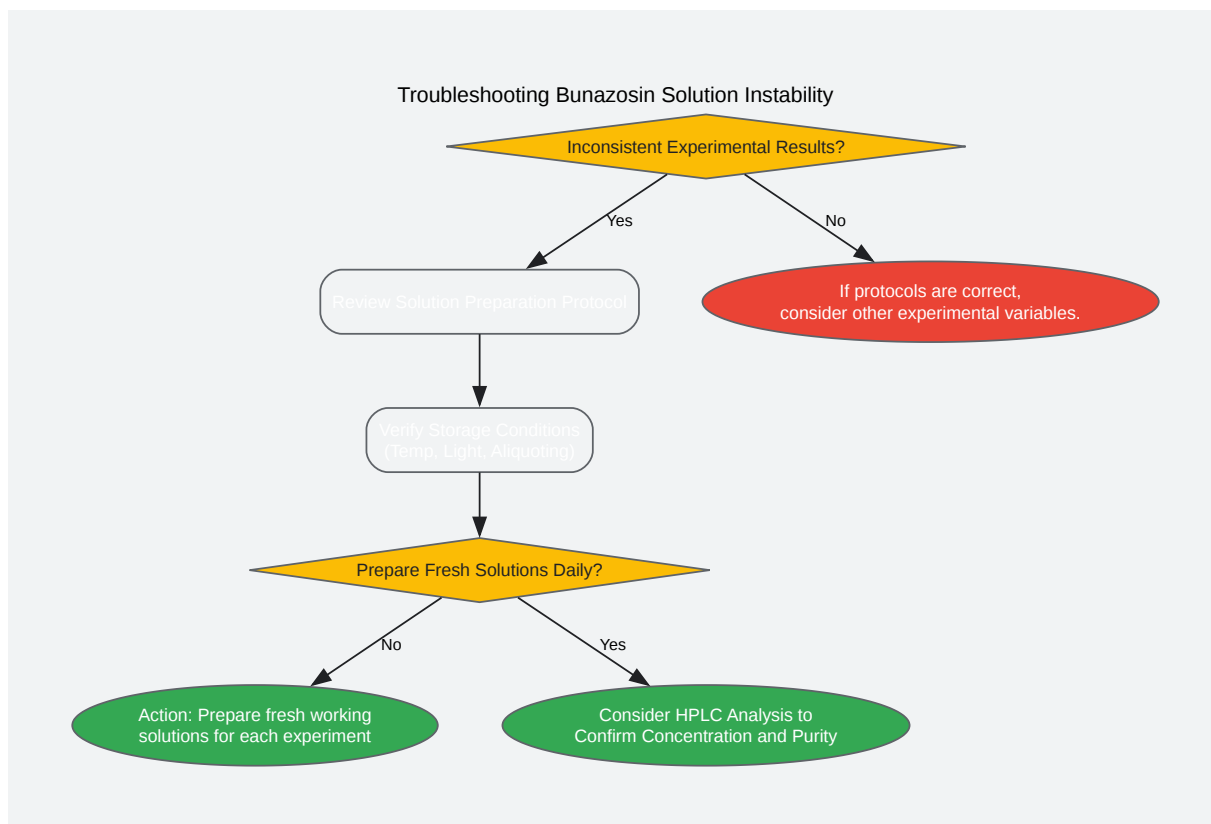 Troubleshooting Bunazosin Solution Instability
Inconsistent Experimental Results?
Yes
No
Review Solution Preparation Protocol
If protocols are correct,
consider other experimental variables.
Verify Storage Conditions
(Temp, Light, Aliquoting)
Prepare Fresh Solutions Daily?
No
Yes
Action: Prepare fresh working
solutions for each experiment
Consider HPLC Analysis to
Confirm Concentration and Purity